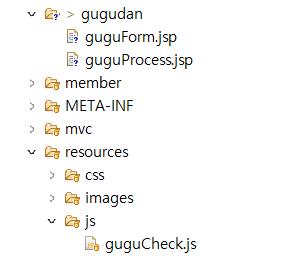 > gugudan
guguForm.jsp
guguProcess.jsp
member
META-INF
mvc
resources
css
images
js
guguCheck.js